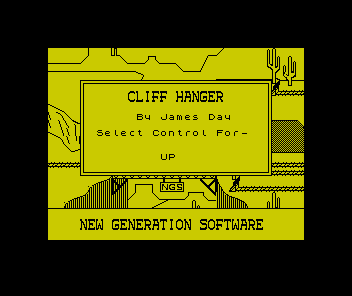 CLIFF HANGER
By James Day
Select Control For-
UP
NGS
NEW GENERATION SOFTWARE